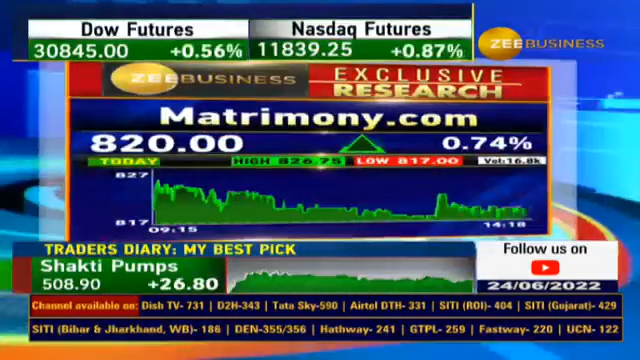 Dow Futures
30845.00 +0.56%
Nasdaq Futures
11839.25 +0.87%
ZEEBUSINESS
ZEEBUSINESS
EXCLUSIVE
RESEARCH
Matrimony.com
820.00 0.74%
TODAY HIGH 826.75 LOW 817.00 Vol:16.8k
827
817
09:15 14:18
TRADERS DIARY: MY BEST PICK
Shakti Pumps
508.90 +26.80
Follow us on
24/06/2022
Channel available on: Dish TV- 731 | D2H-343 | Tata Sky-590 | Airtel DTH- 331 | SITI (ROI)- 404 | SITI (Gujarat)- 429
SITI (Bihar & Jharkhand, WB)- 186 | DEN-355/356 | Hathway- 241 | GTPL- 259 | Fastway- 220 | UCN- 122